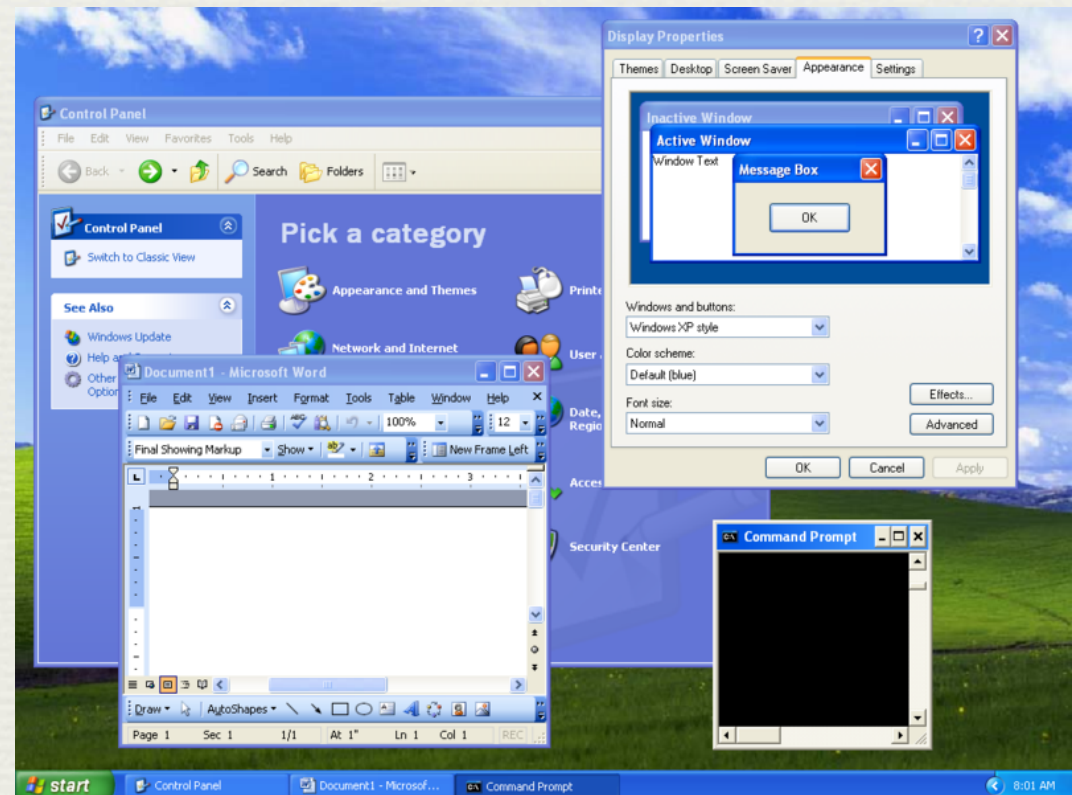 Display Properties
Themes Desktop Screen Saver Appearance Settings
Inactive Window
Active Window
Window Text
Message Box
OK
Windows and buttons:
Windows XP style
Color scheme:
Default (blue)
Font size:
Normal
Effects...
Advanced
OK Cancel Apply
Control Panel
File Edit View Favorites Tools Help
Back Search Folders
Control Panel
Switch to Classic View
See Also
Windows Update
Help
Other
Option
Pick a category
Appearance and Themes
Network and Internet
User
Date,
Security Center
Document1 - Microsoft Word
File Edit View Insert Format Tools Table Window Help
100% 12
Final Showing Markup Show New Frame Left
1 2 3
Draw AutoShapes
Page 1 Sec 1 1/1 At 1" Ln 1 Col 1 REC
Command Prompt
start Control Panel Document1 - Microsof... Command Prompt 8:01 AM